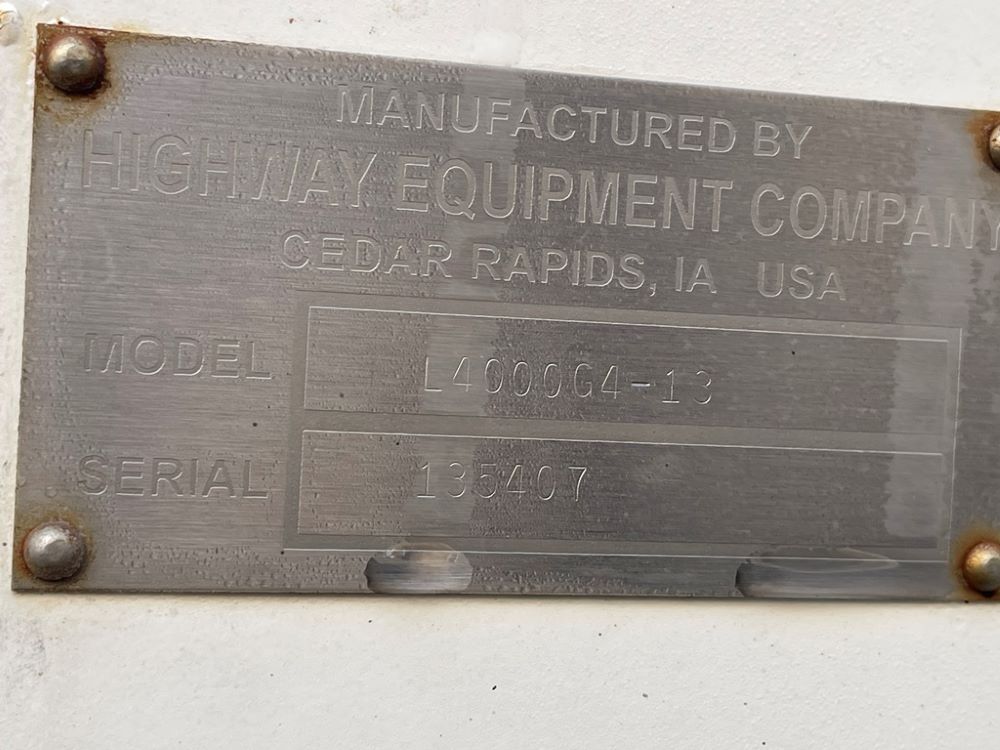 MANUFACTURED BY
HIGHWAY EQUIPMENT COMPANY
CEDAR RAPIDS, IA USA
MODEL L4000G4-13
SERIAL 135407